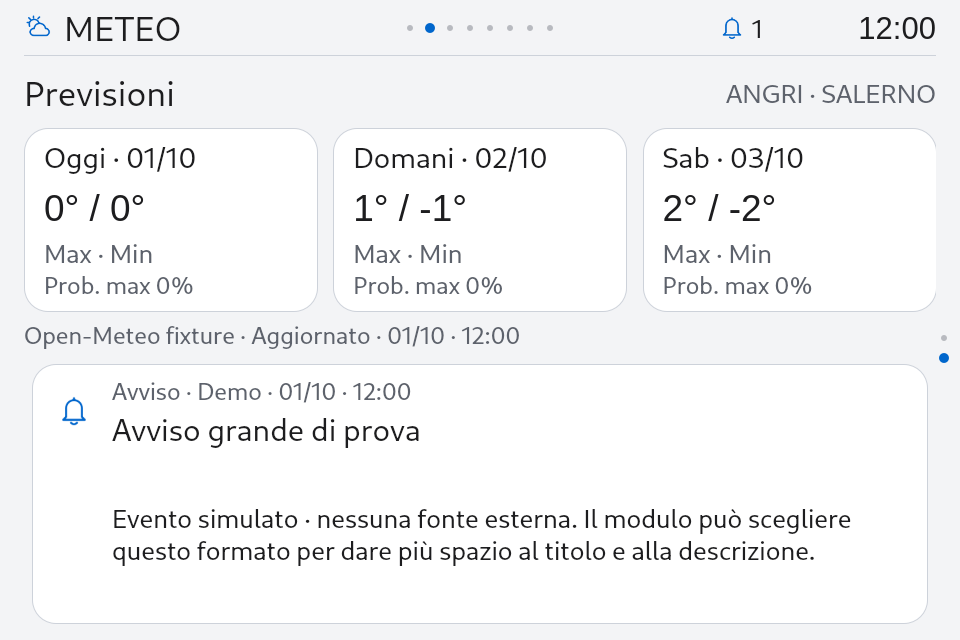 METEO
1
12:00
Previsioni
ANGRI · SALERNO
Oggi · 01/10
0° / 0°
Max · Min
Prob. max 0%
Domani · 02/10
1° / -1°
Max · Min
Prob. max 0%
Sab · 03/10
2° / -2°
Max · Min
Prob. max 0%
Open-Meteo fixture · Aggiornato · 01/10 · 12:00
Avviso · Demo · 01/10 · 12:00
Avviso grande di prova
Evento simulato · nessuna fonte esterna. Il modulo può scegliere
questo formato per dare più spazio al titolo e alla descrizione.